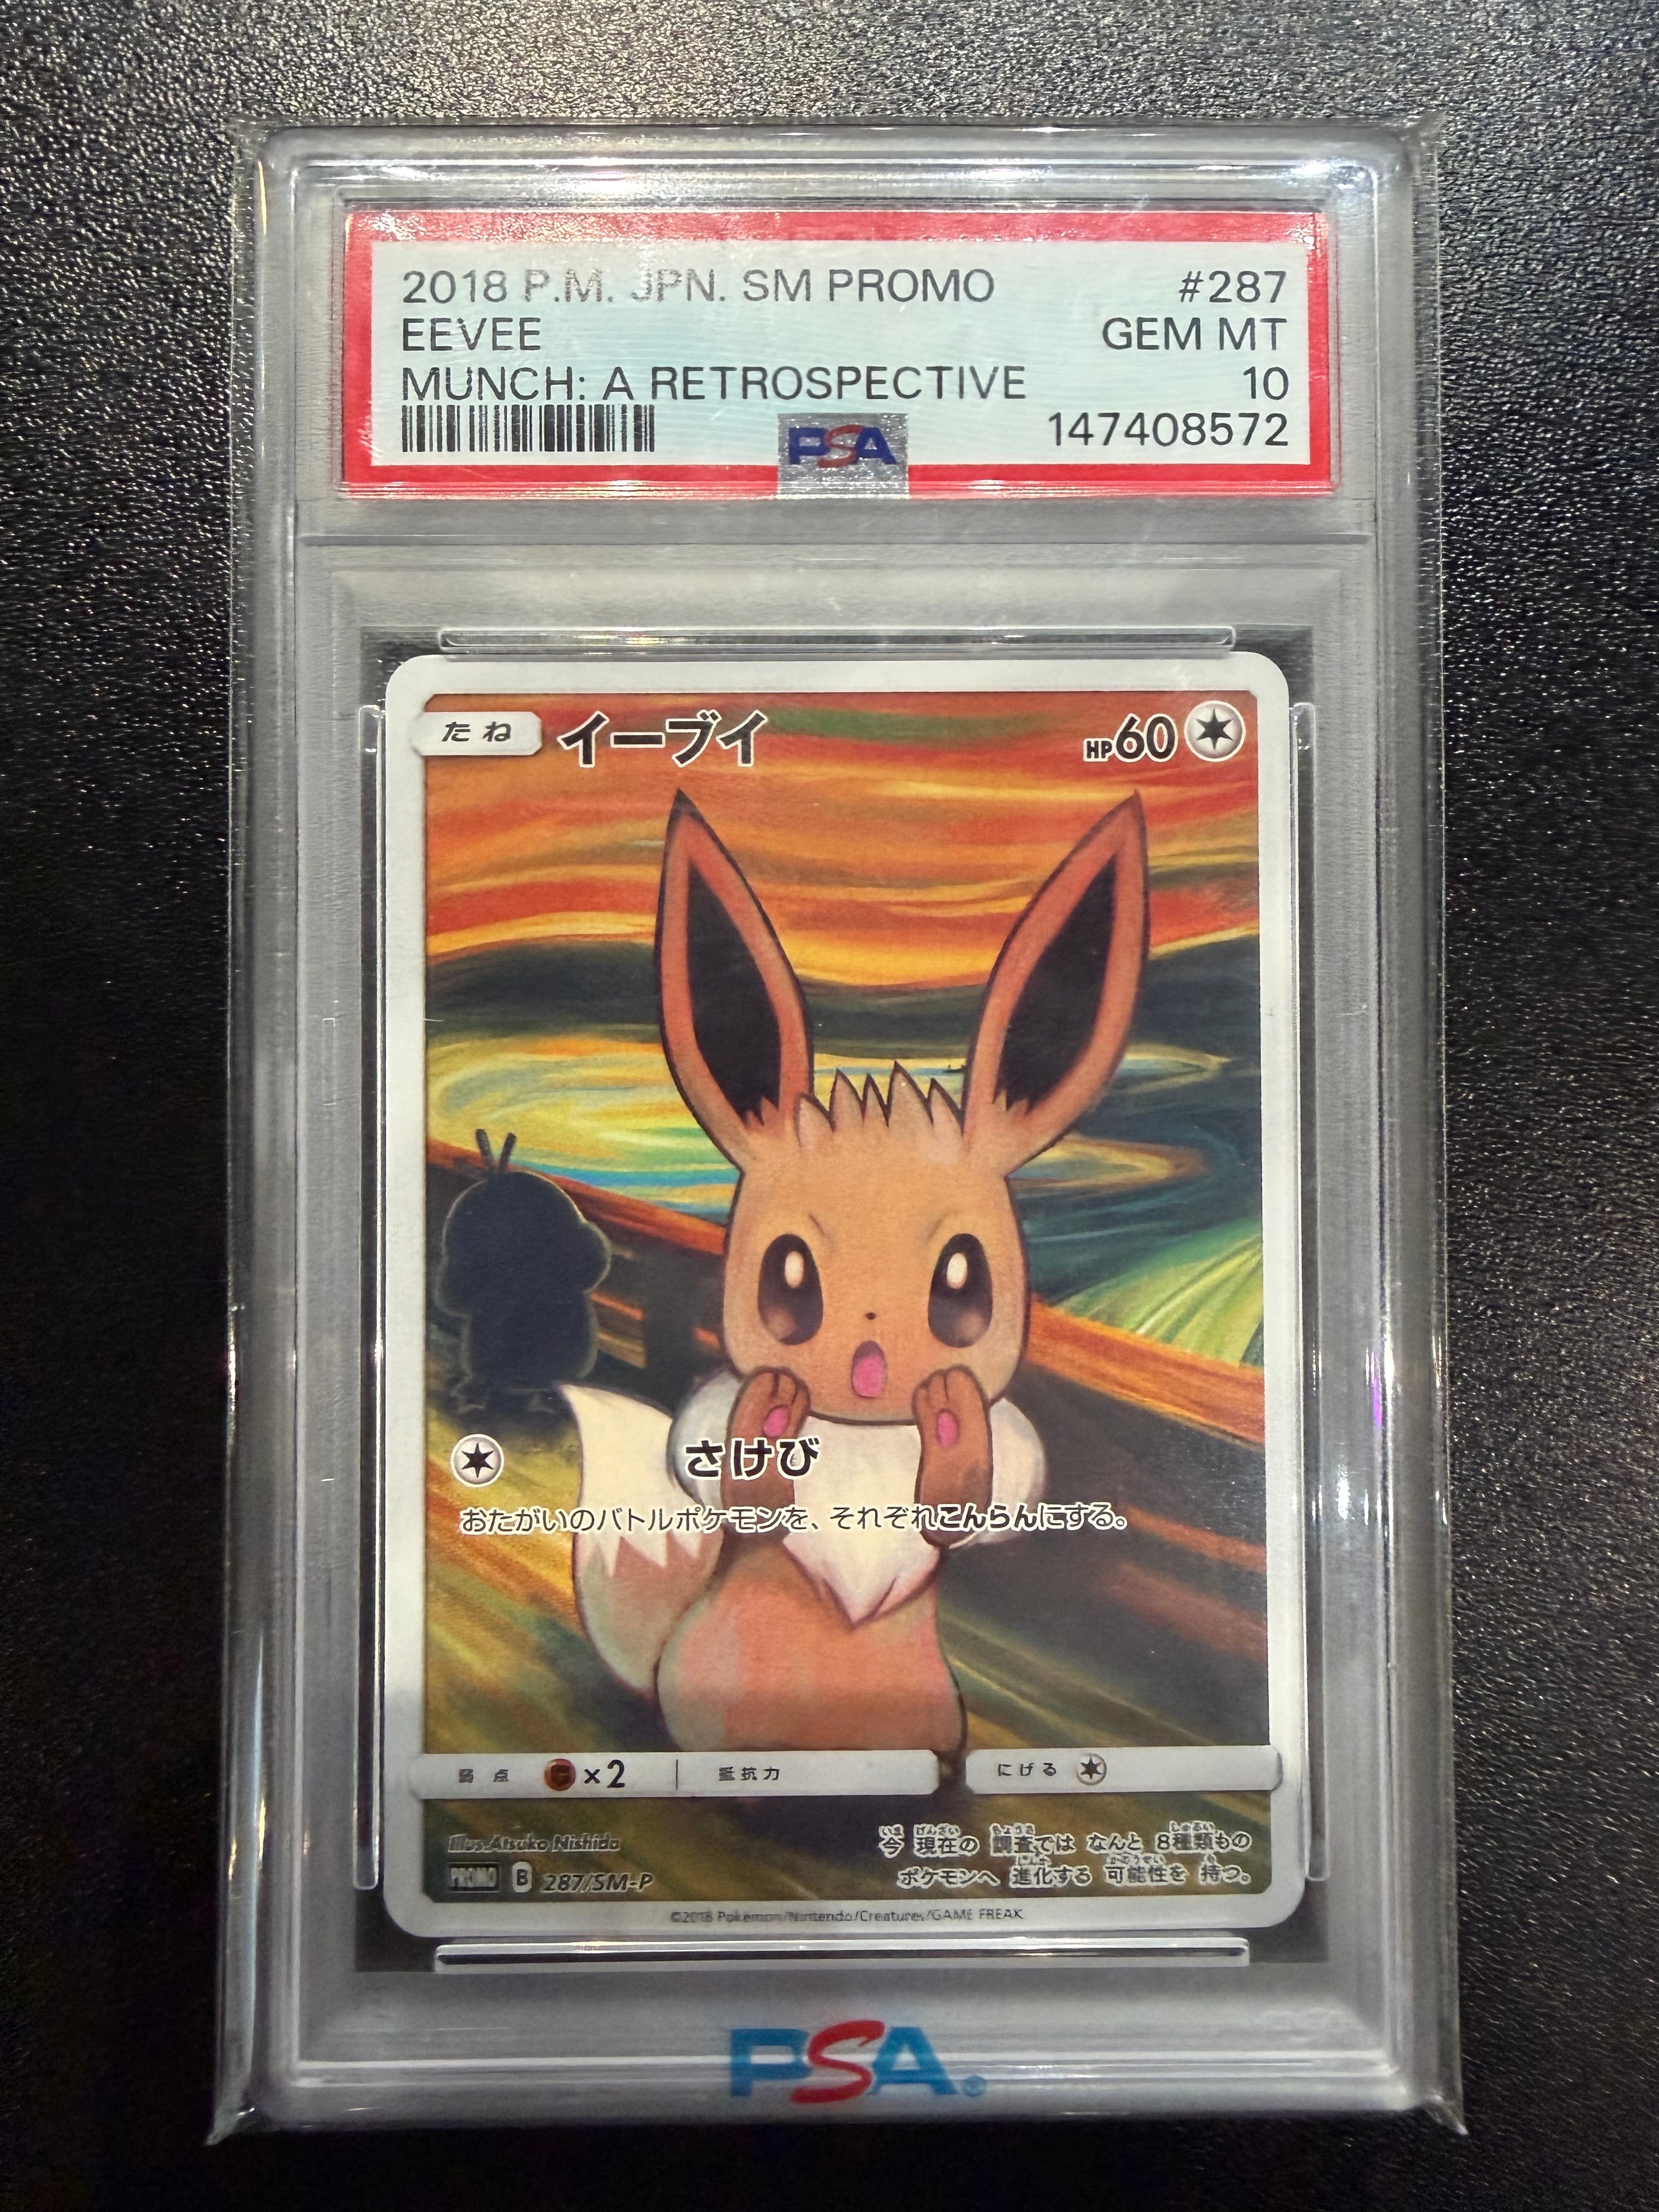 2018 P.M. JPN. SM PROMO #287
EEVEE GEM MT
MUNCH: A RETROSPECTIVE 10
PSA 147408572
たね イーブイ HP60
さけび
おたがいのバトルポケモンを、それぞれこんらんにする。
弱点 ×2 抵抗力 にげる
Illus. Atsuko Nishida
今 現在の 調査では なんと 8種類もの
ポケモンへ 進化する 可能性を 持つ。
PROMO B 287/SM-P
©2018 Pokémon/Nintendo/Creatures/GAME FREAK
PSA®